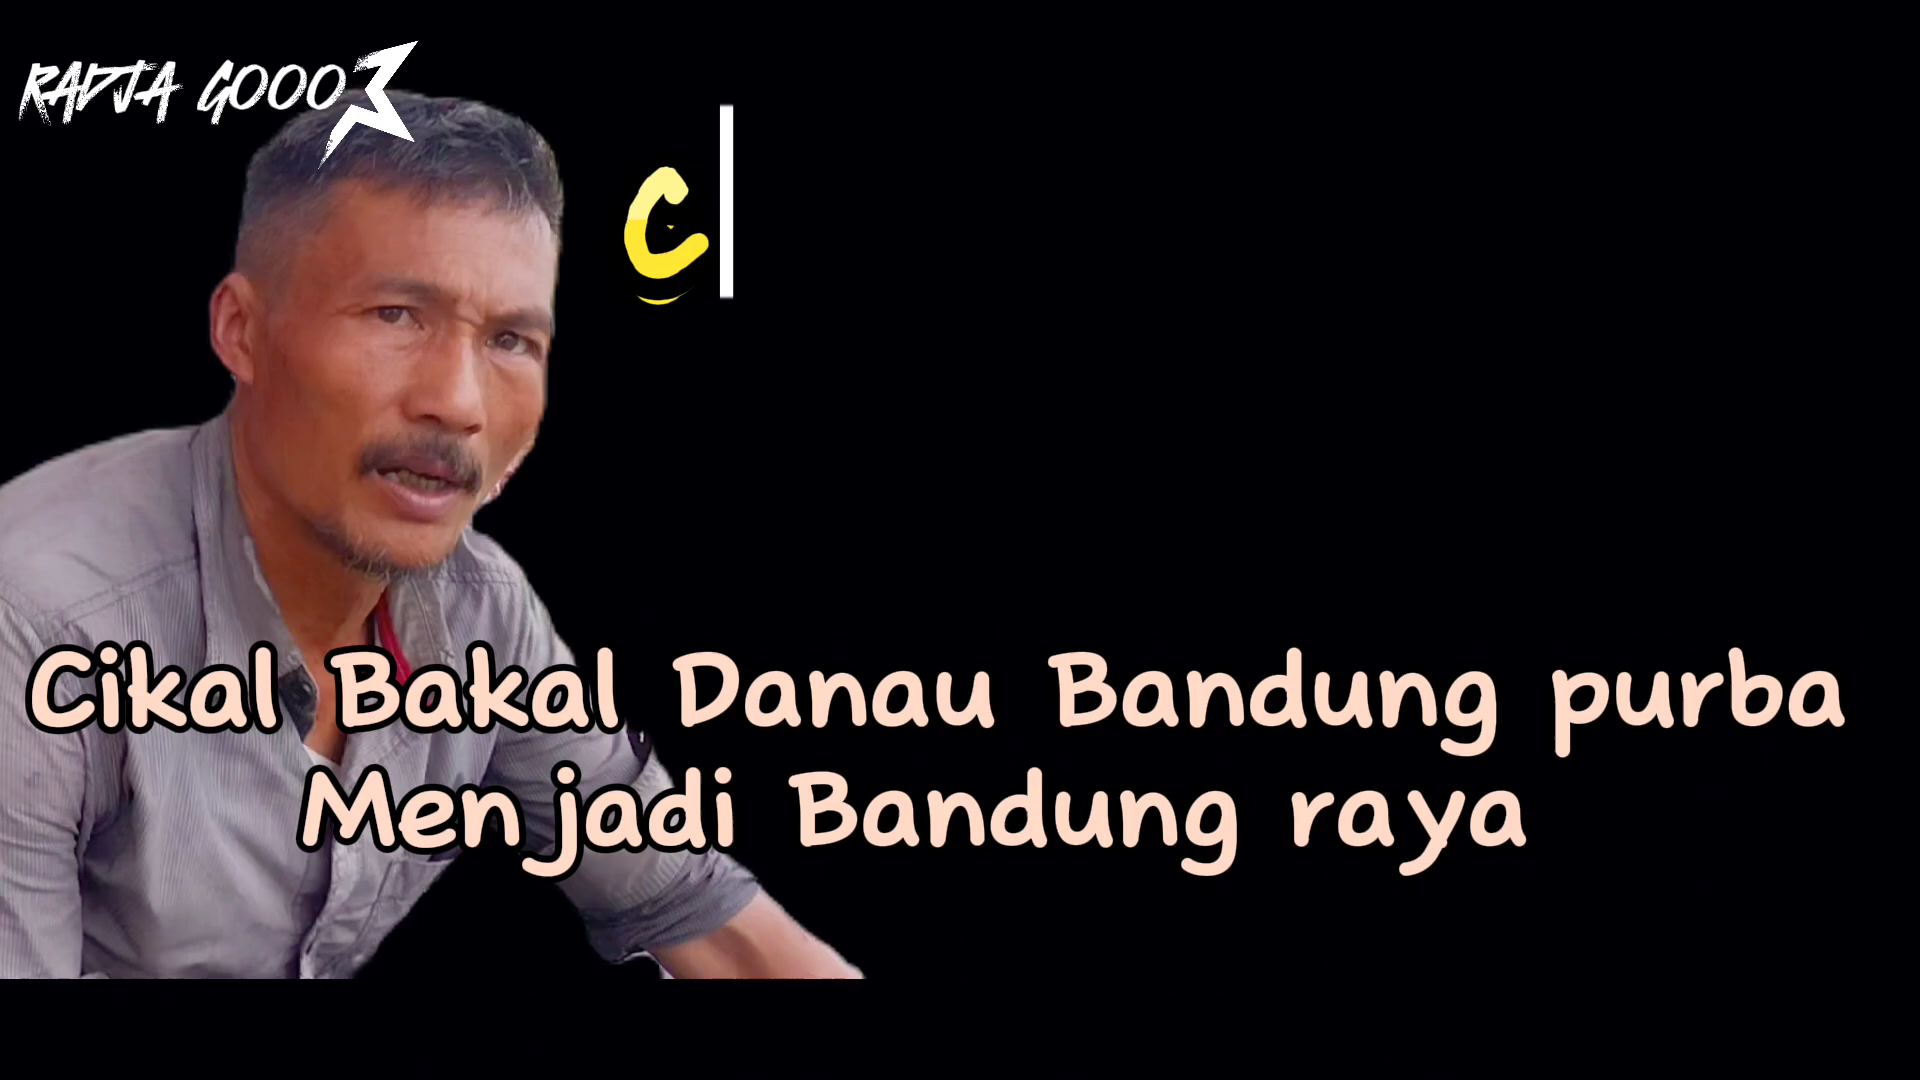 RADJA GOOO
C
Cikal Bakal Danau Bandung purba
Menjadi Bandung raya